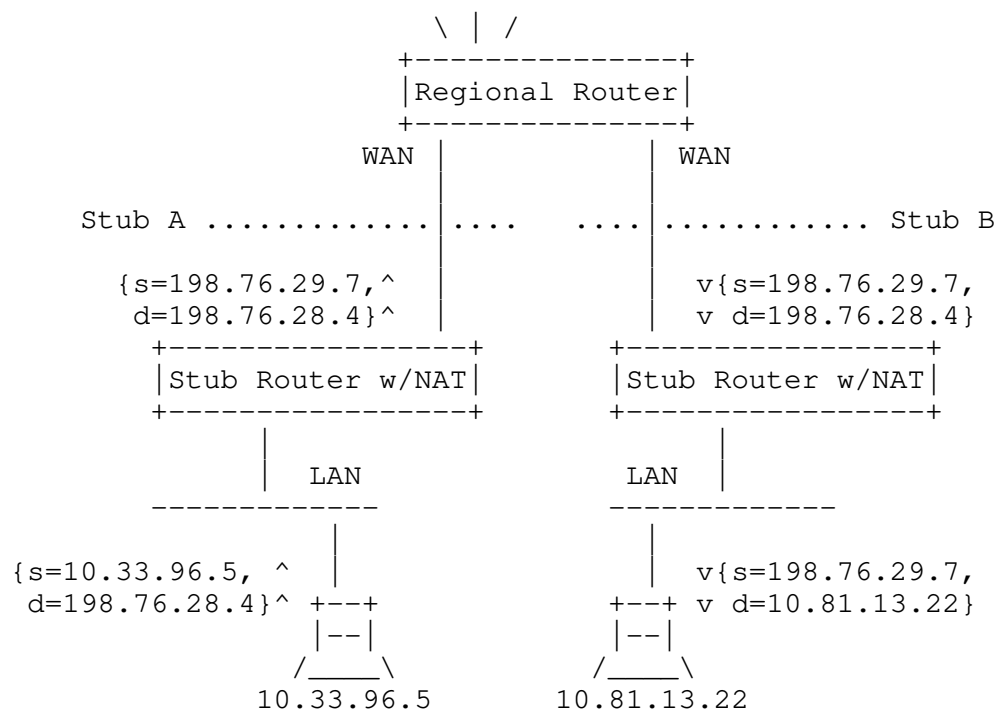 \ | /
+---------------+
|Regional Router|
+---------------+
WAN | | WAN
| |
Stub A .............|.... ....|............ Stub B
| |
{s=198.76.29.7,^ | | v{s=198.76.29.7,
d=198.76.28.4}^ | | v d=198.76.28.4}
+-----------------+ +-----------------+
|Stub Router w/NAT| |Stub Router w/NAT|
+-----------------+ +-----------------+
| |
| LAN LAN |
------------- -------------
| |
{s=10.33.96.5, ^ | | v{s=198.76.29.7,
d=198.76.28.4}^ +--+ +--+ v d=10.81.13.22}
|--| |--|
/____\ /____\
10.33.96.5 10.81.13.22